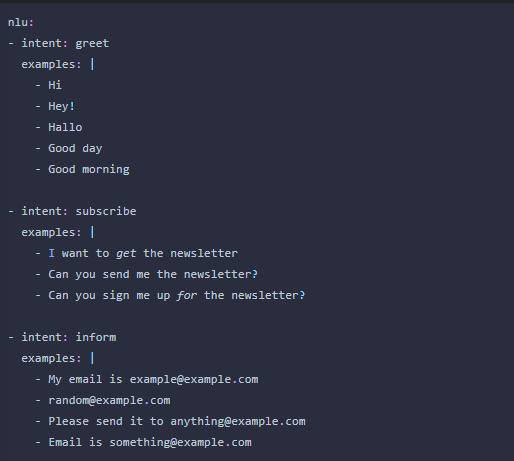 nlu:
- intent: greet
  examples: |
    - Hi
    - Hey!
    - Hallo
    - Good day
    - Good morning

- intent: subscribe
  examples: |
    - I want to get the newsletter
    - Can you send me the newsletter?
    - Can you sign me up for the newsletter?

- intent: inform
  examples: |
    - My email is example@example.com
    - random@example.com
    - Please send it to anything@example.com
    - Email is something@example.com